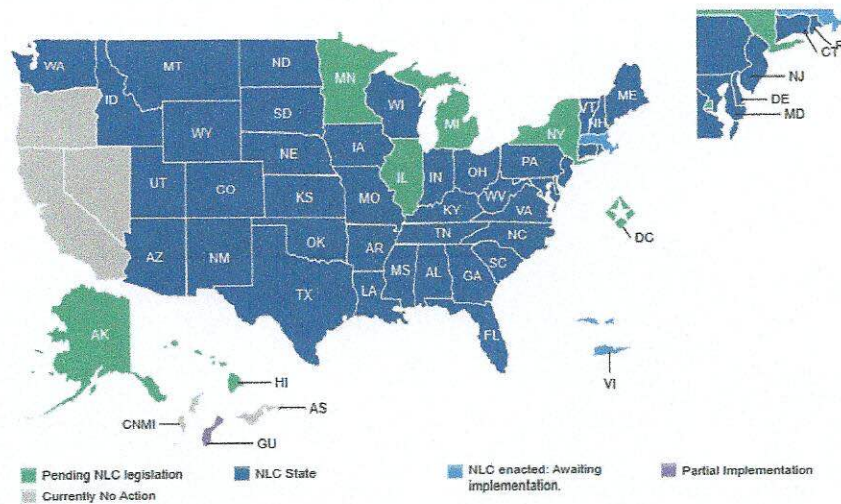 WA
MT
ND
MN
ID
SD
WI
WY
MI
NY
VT
NH
ME
IA
NE
PA
UT
CO
IL
IN
OH
KS
MO
WV
VA
KY
OK
TN
NC
AZ
NM
AR
SC
MS
AL
GA
TX
LA
FL
AK
HI
AS
CNMI
GU
VI
DC
CT
NJ
DE
MD
Pending NLC legislation
NLC State
NLC enacted: Awaiting
implementation.
Partial Implementation
Currently No Action